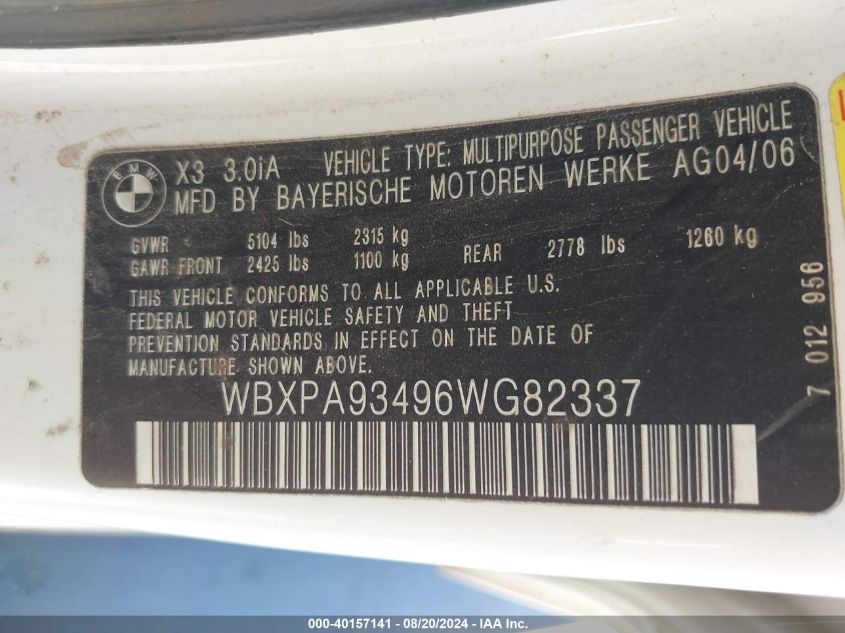 BMW
X3 3.0iA VEHICLE TYPE: MULTIPURPOSE PASSENGER VEHICLE
MFD BY BAYERISCHE MOTOREN WERKE AG04/06
GVWR 5104 lbs 2315 kg
GAWR FRONT 2425 lbs 1100 kg REAR 2778 lbs 1260 kg
THIS VEHICLE CONFORMS TO ALL APPLICABLE U.S.
FEDERAL MOTOR VEHICLE SAFETY AND THEFT
PREVENTION STANDARDS IN EFFECT ON THE DATE OF
MANUFACTURE SHOWN ABOVE.
WBXPA93496WG82337
7 012 956
000-40157141 - 08/20/2024 - IAA Inc.